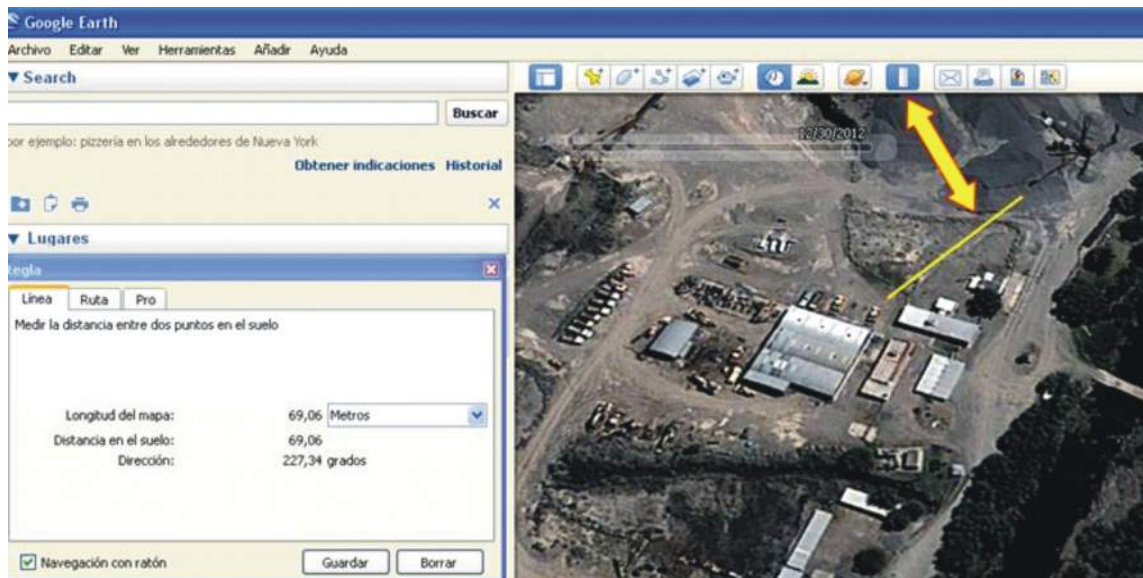 Google Earth
Archivo Editar Ver Herramientas Añadir Ayuda
Search
Buscar
por ejemplo: pizzería en los alrededores de Nueva York
Obtener indicaciones Historial
Lugares
Línea Ruta Pro
Medir la distancia entre dos puntos en el suelo
Longitud del mapa: 69,06 Metros
Distancia en el suelo: 69,06
Dirección: 227,34 grados
Navegación con ratón Guardar Borrar
12/30/2012